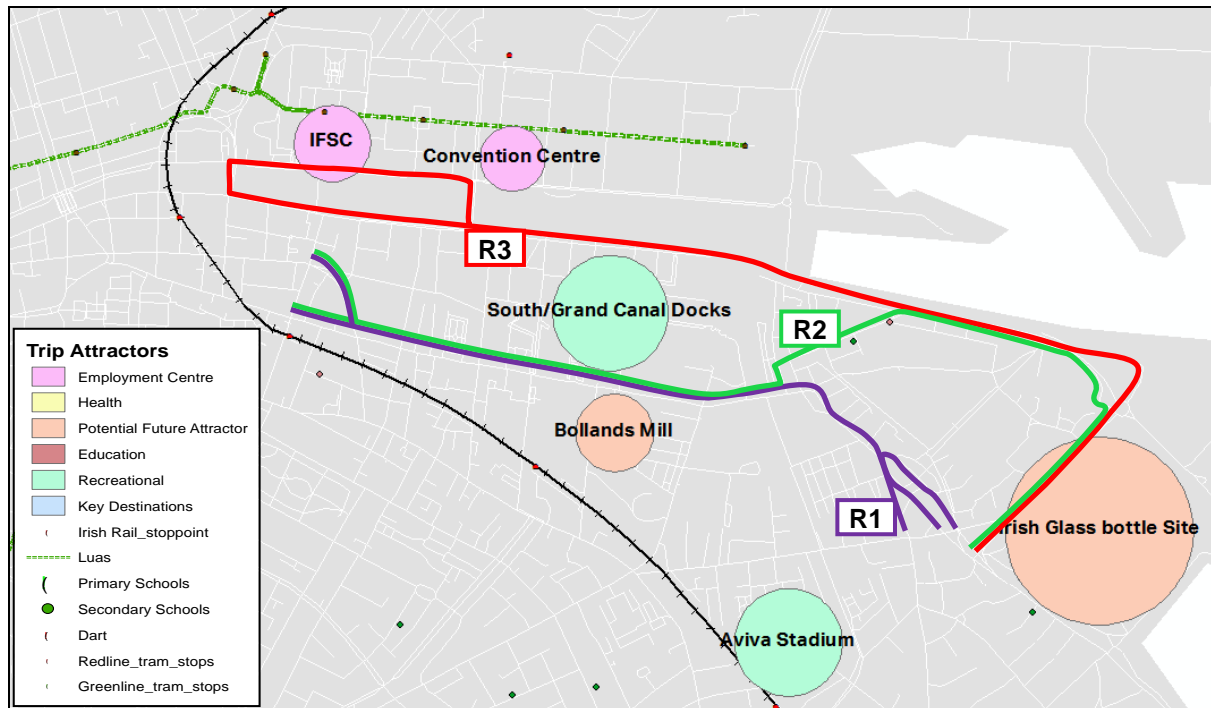 IFSC
Convention Centre
R3
South/Grand Canal Docks
R2
Bollands Mill
R1
Irish Glass bottle Site
Aviva Stadium
Trip Attractors
Employment Centre
Health
Potential Future Attractor
Education
Recreational
Key Destinations
Irish Rail_stoppoint
Luas
Primary Schools
Secondary Schools
Dart
Redline_tram_stops
Greenline_tram_stops